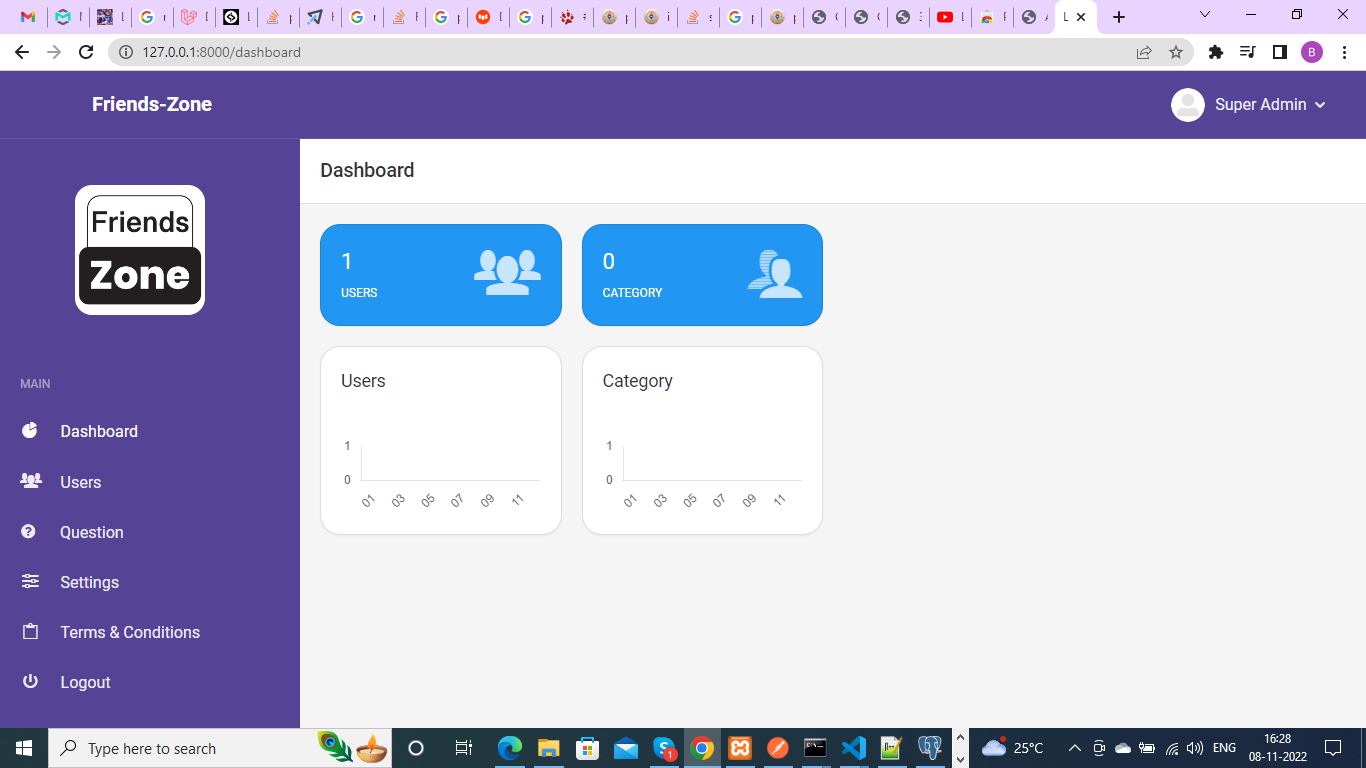 127.0.0.1:8000/dashboard
B
Friends-Zone
Super Admin
Friends
Zone
Dashboard
1
USERS
0
CATEGORY
MAIN
Dashboard
Users
Question
Settings
Terms & Conditions
Logout
Users
1
0
01 03 05 07 09 11
Category
1
0
01 03 05 07 09 11
Type here to search
1
25°C
ENG
16:28
08-11-2022